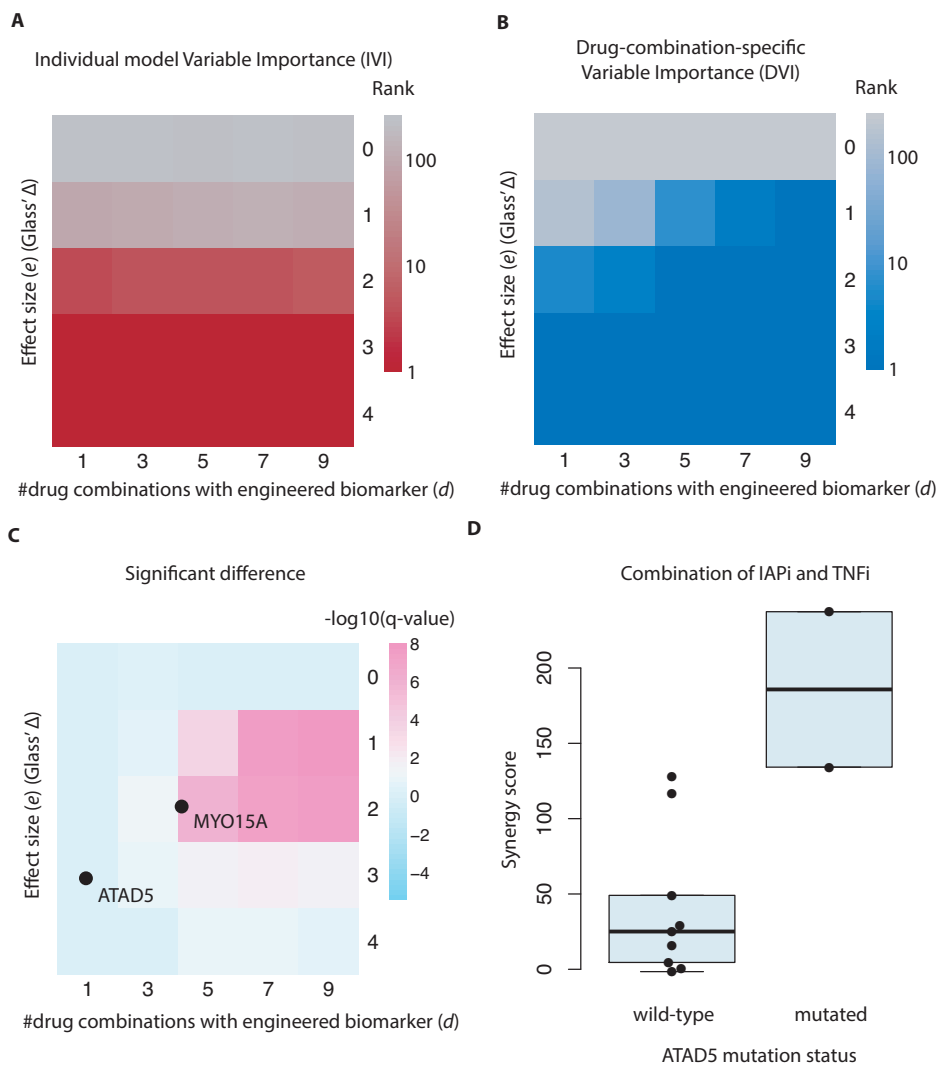 A
Individual model Variable Importance (IVI)
Rank
100
10
1
Effect size (e) (Glass’ Δ)
0
1
2
3
4
1 3 5 7 9
#drug combinations with engineered biomarker (d)
B
Drug-combination-specific
Variable Importance (DVI)
Rank
100
10
1
Effect size (e) (Glass’ Δ)
0
1
2
3
4
1 3 5 7 9
#drug combinations with engineered biomarker (d)
C
Significant difference
-log10(q-value)
8
6
4
2
0
−2
−4
Effect size (e) (Glass’ Δ)
0
1
2
3
4
MYO15A
ATAD5
1 3 5 7 9
#drug combinations with engineered biomarker (d)
D
Combination of IAPi and TNFi
Synergy score
200
150
100
50
0
wild-type mutated
ATAD5 mutation status